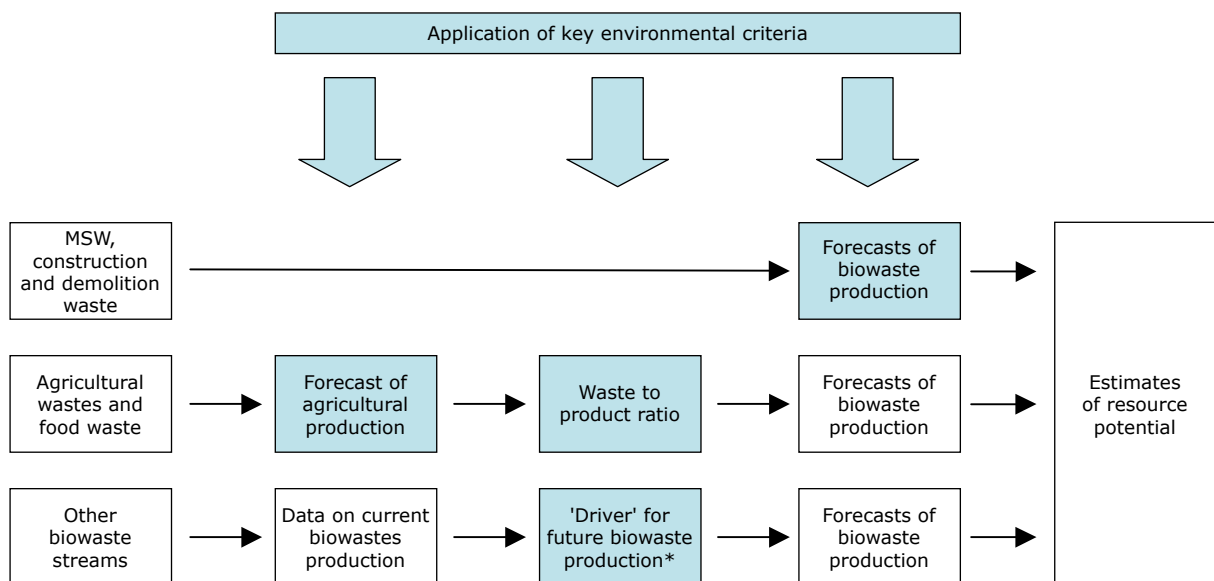 Application of key environmental criteria
MSW,
construction
and demolition
waste
Forecasts of
biowaste
production
Agricultural
wastes and
food waste
Forecast of
agricultural
production
Waste to
product ratio
Forecasts of
biowaste
production
Estimates
of resource
potential
Other
biowaste
streams
Data on current
biowastes
production
'Driver' for
future biowaste
production*
Forecasts of
biowaste
production